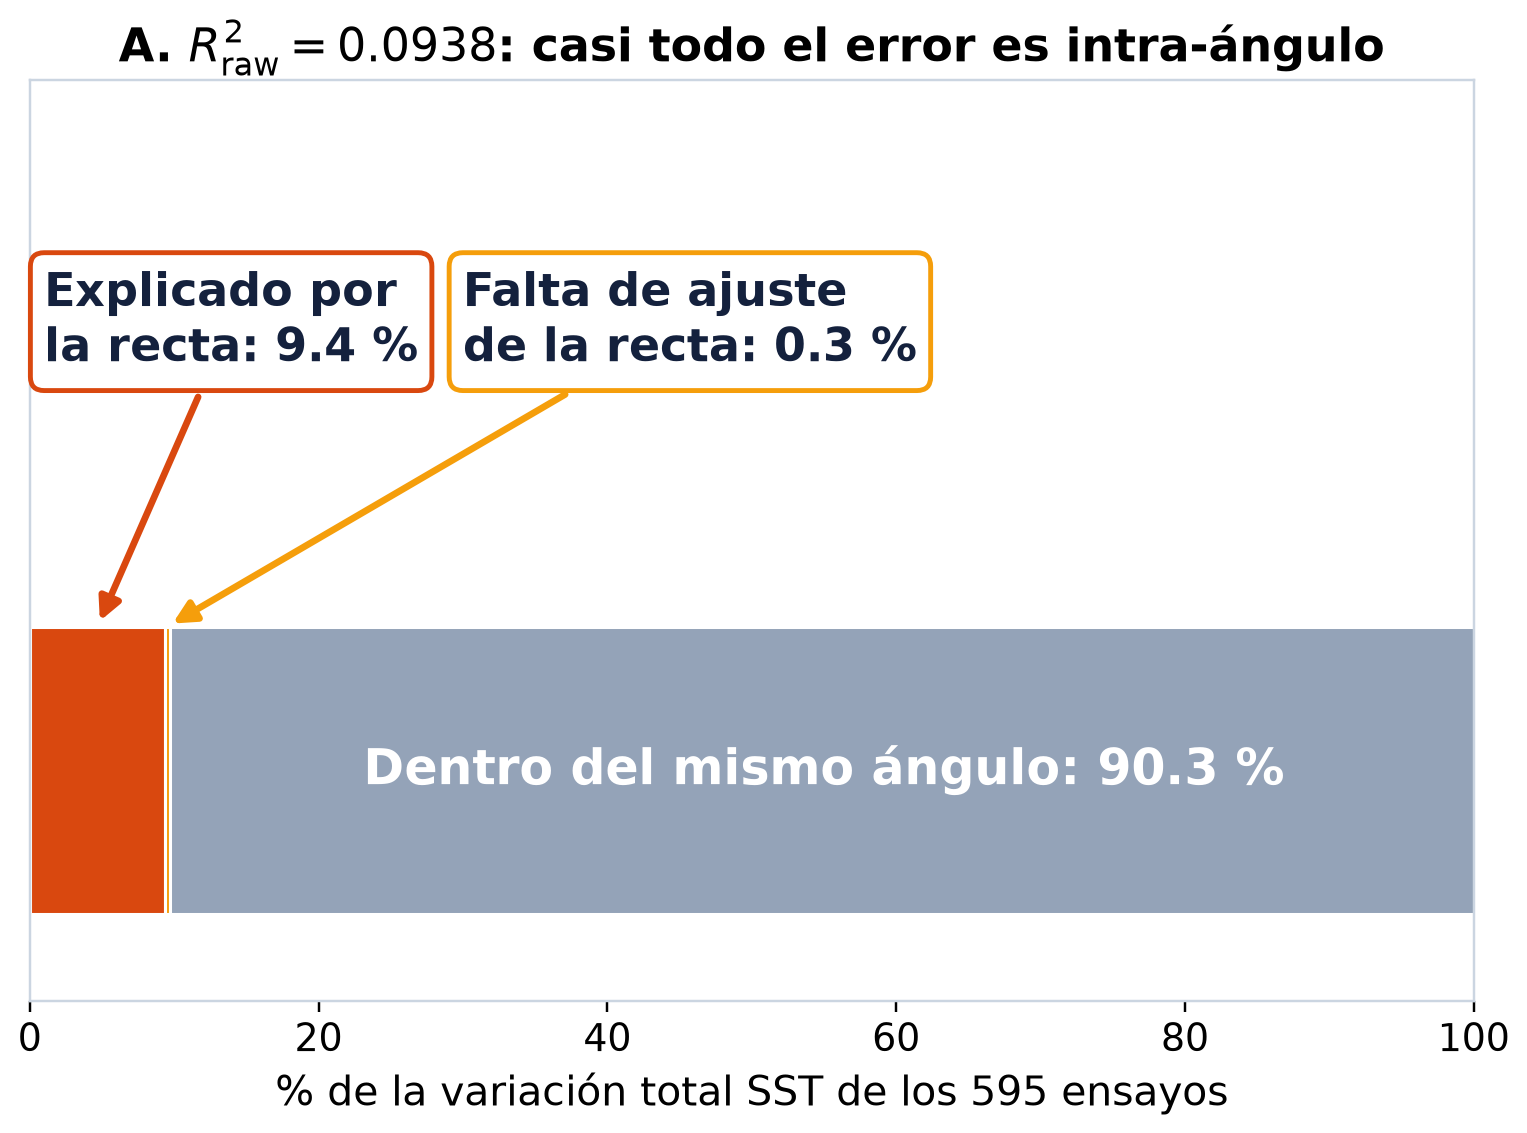 A. R²raw = 0.0938: casi todo el error es intra-ángulo
Explicado por
la recta: 9.4 %
Falta de ajuste
de la recta: 0.3 %
Dentro del mismo ángulo: 90.3 %
0 20 40 60 80 100
% de la variación total SST de los 595 ensayos